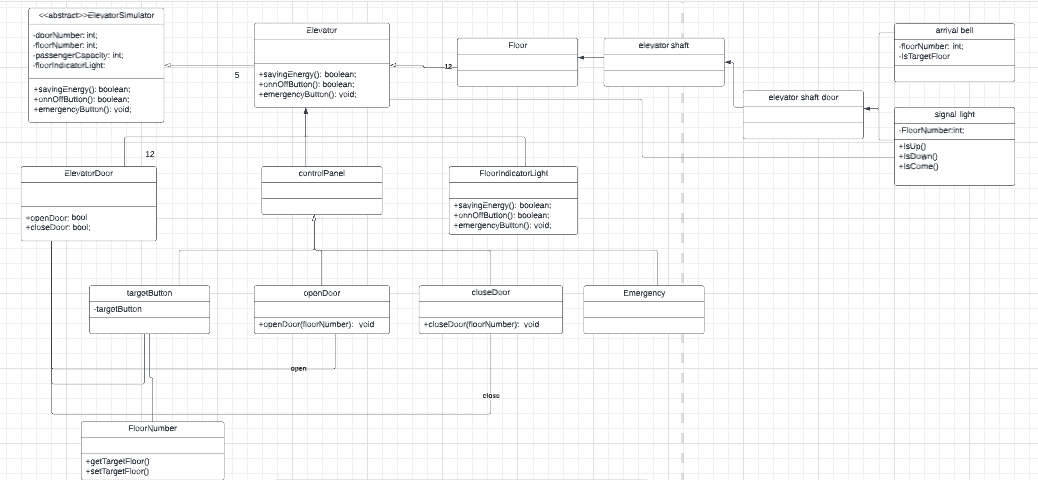 <<abstract>>ElevatorSimulator
-doorNumber: int;
-floorNumber: int;
-passengerCapacity: int;
-floorIndicatorLight:
+savingEnergy(): boolean;
+onnOffButton(): boolean;
+emergencyButton(): void;
5
Elevator
+savingEnergy(): boolean;
+onnOffButton(): boolean;
+emergencyButton(): void;
12
Floor
elevator shaft
elevator shaft door
arrival bell
-floorNumber: int;
-IsTargetFloor
signal light
-FloorNumber:int;
+IsUp()
+IsDown()
+IsCome()
12
ElevatorDoor
+openDoor: bool
+closeDoor: bool;
controlPanel
FloorIndicatorLight
+savingEnergy(): boolean;
+onnOffButton(): boolean;
+emergencyButton(): void;
targetButton
-targetButton
openDoor
+openDoor(floorNumber): void
closeDoor
+closeDoor(floorNumber): void
Emergency
open
close
FloorNumber
+getTargetFloor()
+setTargetFloor()